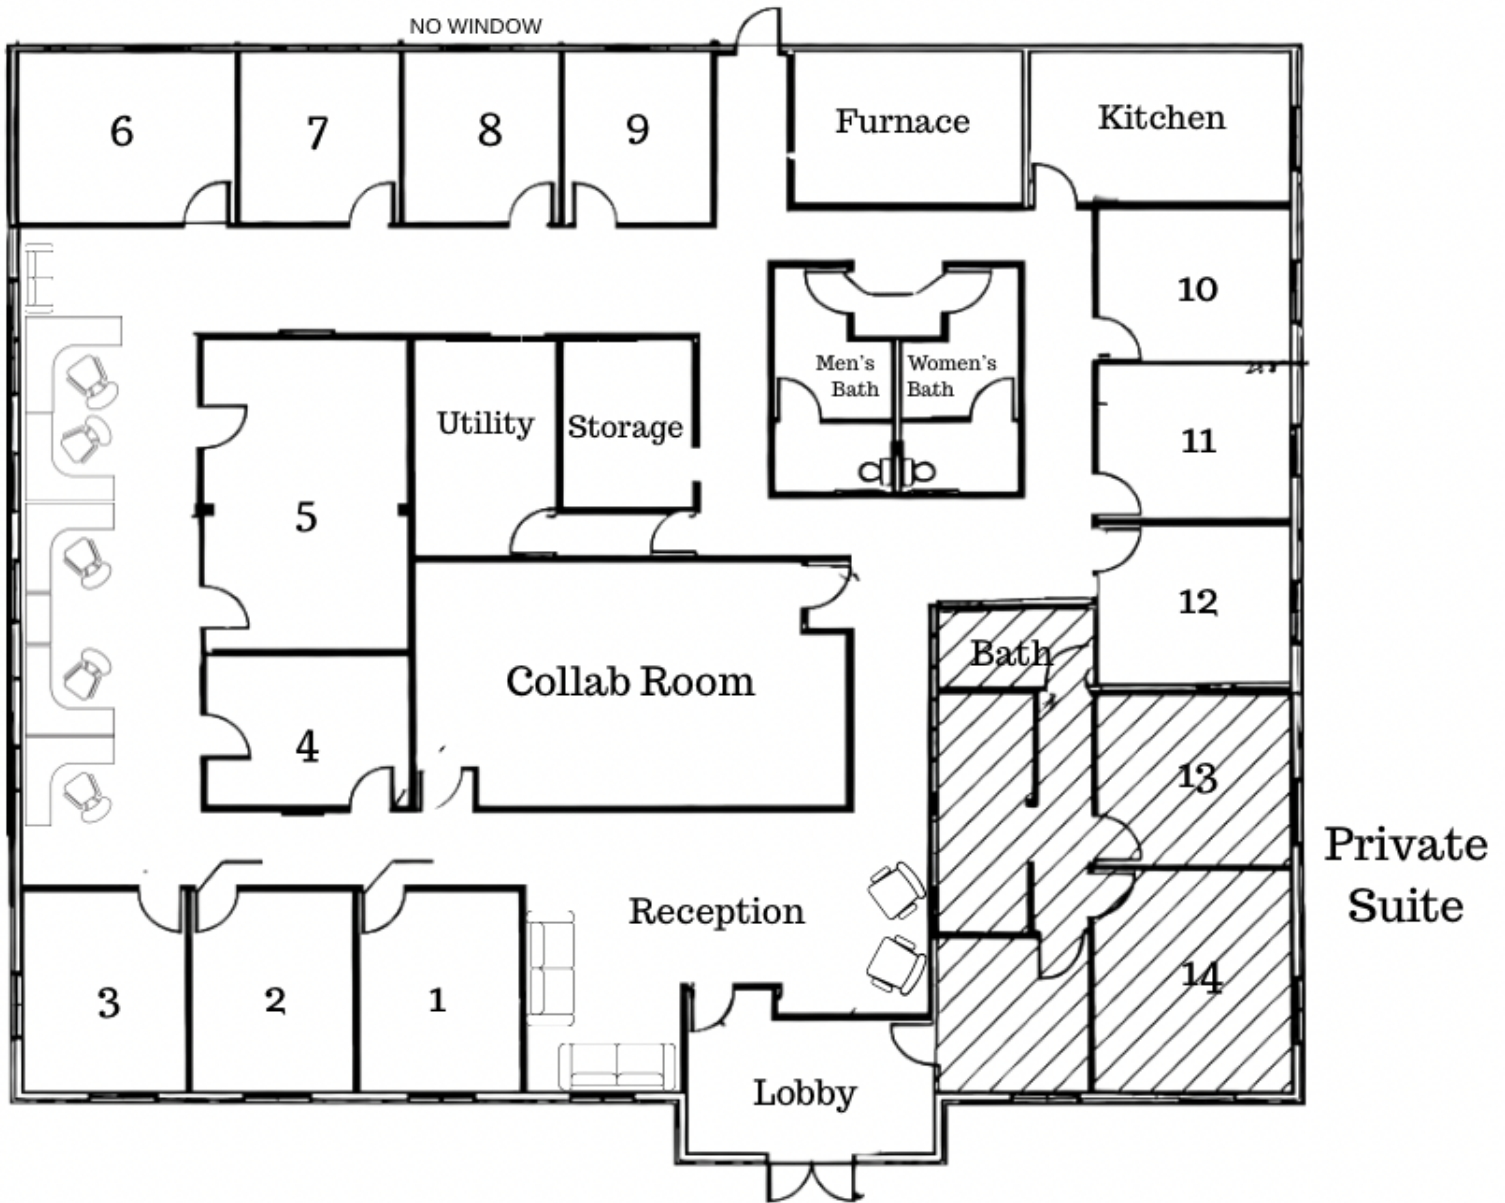 NO WINDOW
6
7
8
9
Furnace
Kitchen
10
Men's
Bath
Women's
Bath
Utility
Storage
11
5
12
Bath
Collab Room
4
13
Private
Suite
Reception
14
3
2
1
Lobby